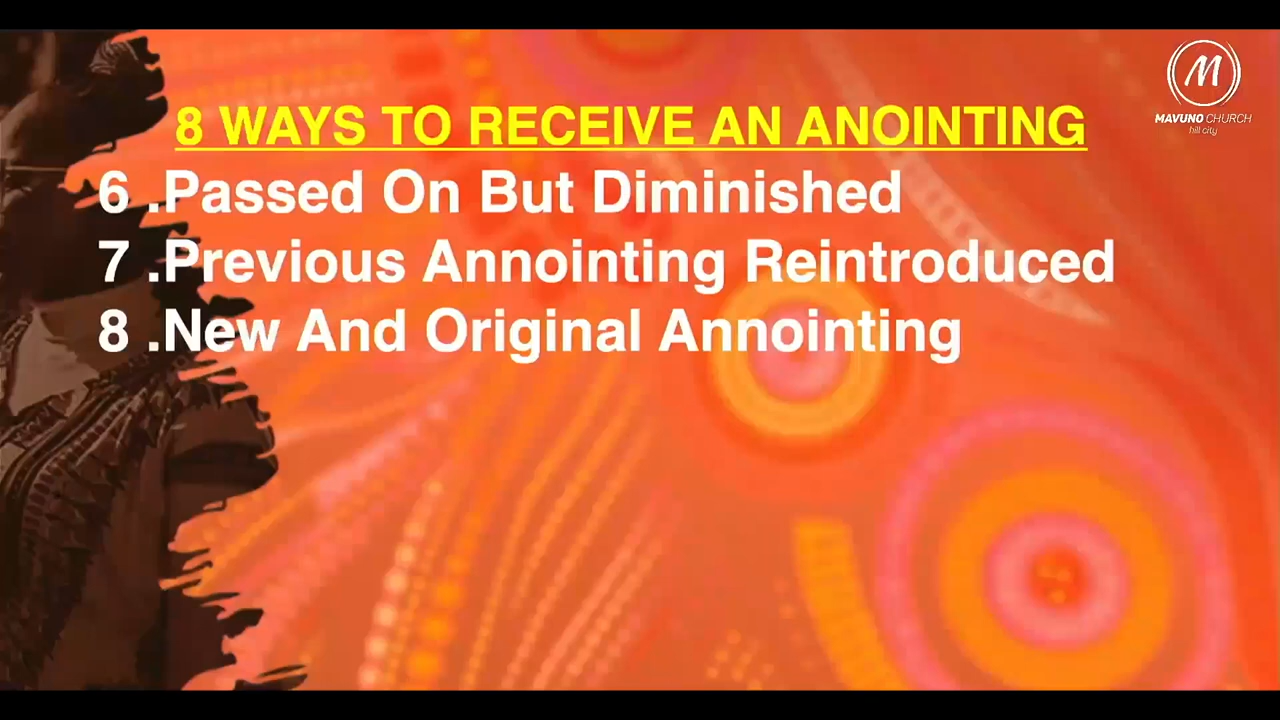 M
MAVUNO CHURCH
hill city
8 WAYS TO RECEIVE AN ANOINTING
6 .Passed On But Diminished
7 .Previous Annointing Reintroduced
8 .New And Original Annointing